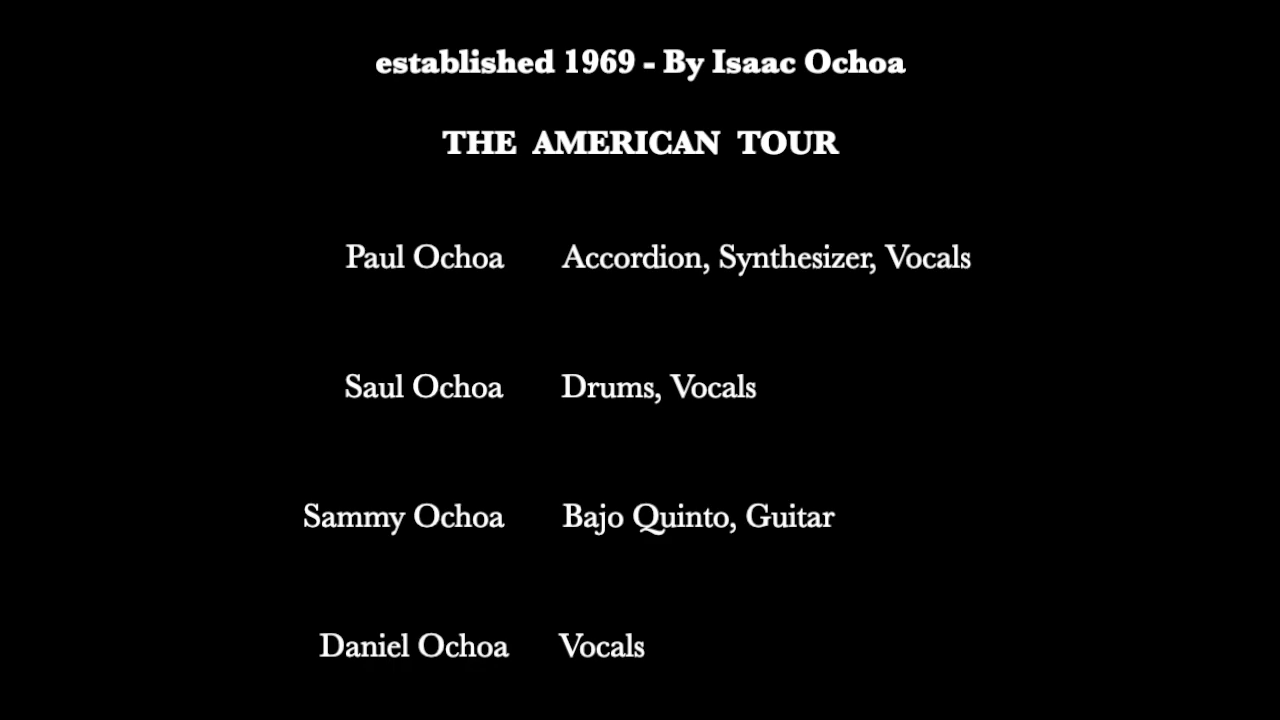 established 1969 - By Isaac Ochoa
THE AMERICAN TOUR
Paul Ochoa Accordion, Synthesizer, Vocals
Saul Ochoa Drums, Vocals
Sammy Ochoa Bajo Quinto, Guitar
Daniel Ochoa Vocals